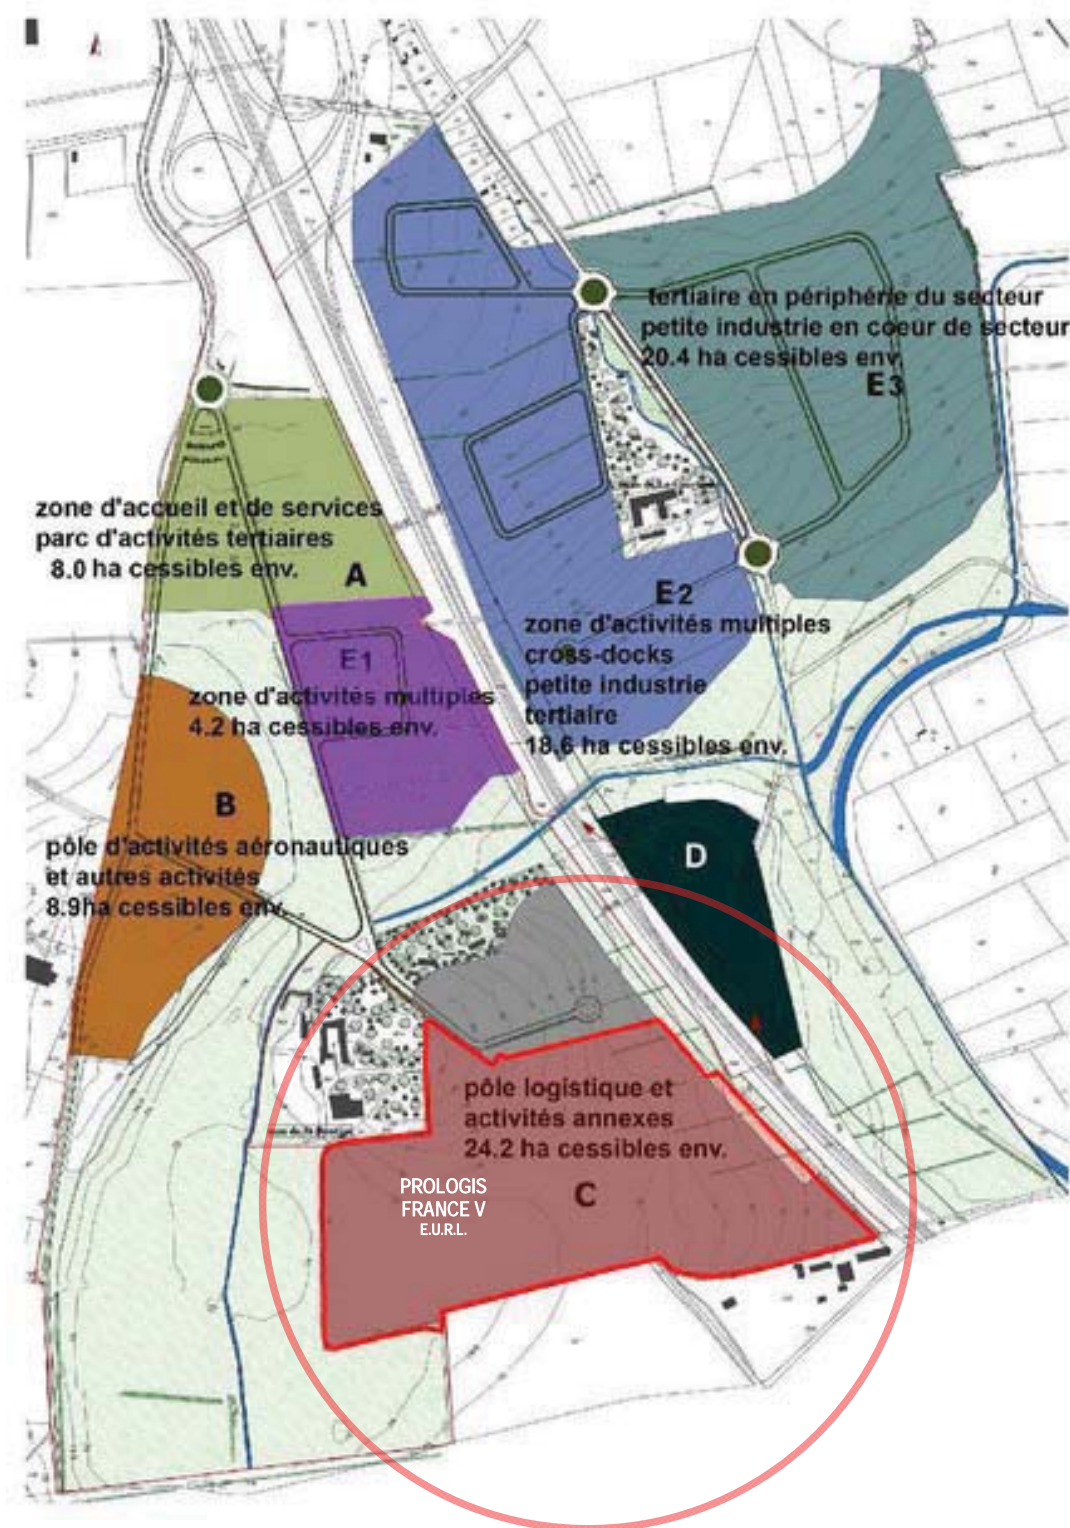 tertiaire en périphérie du secteur
petite industrie en coeur de secteur
20.4 ha cessibles env.
E3
zone d'accueil et de services
parc d'activités tertiaires
8.0 ha cessibles env.
A
E2
zone d'activités multiples
cross-docks
petite industrie
tertiaire
18.6 ha cessibles env.
E1
zone d'activités multiples
4.2 ha cessibles env.
B
pôle d'activités aéronautiques
et autres activités
8.9ha cessibles env.
D
pôle logistique et
activités annexes
24.2 ha cessibles env.
C
PROLOGIS
FRANCE V
E.U.R.L.